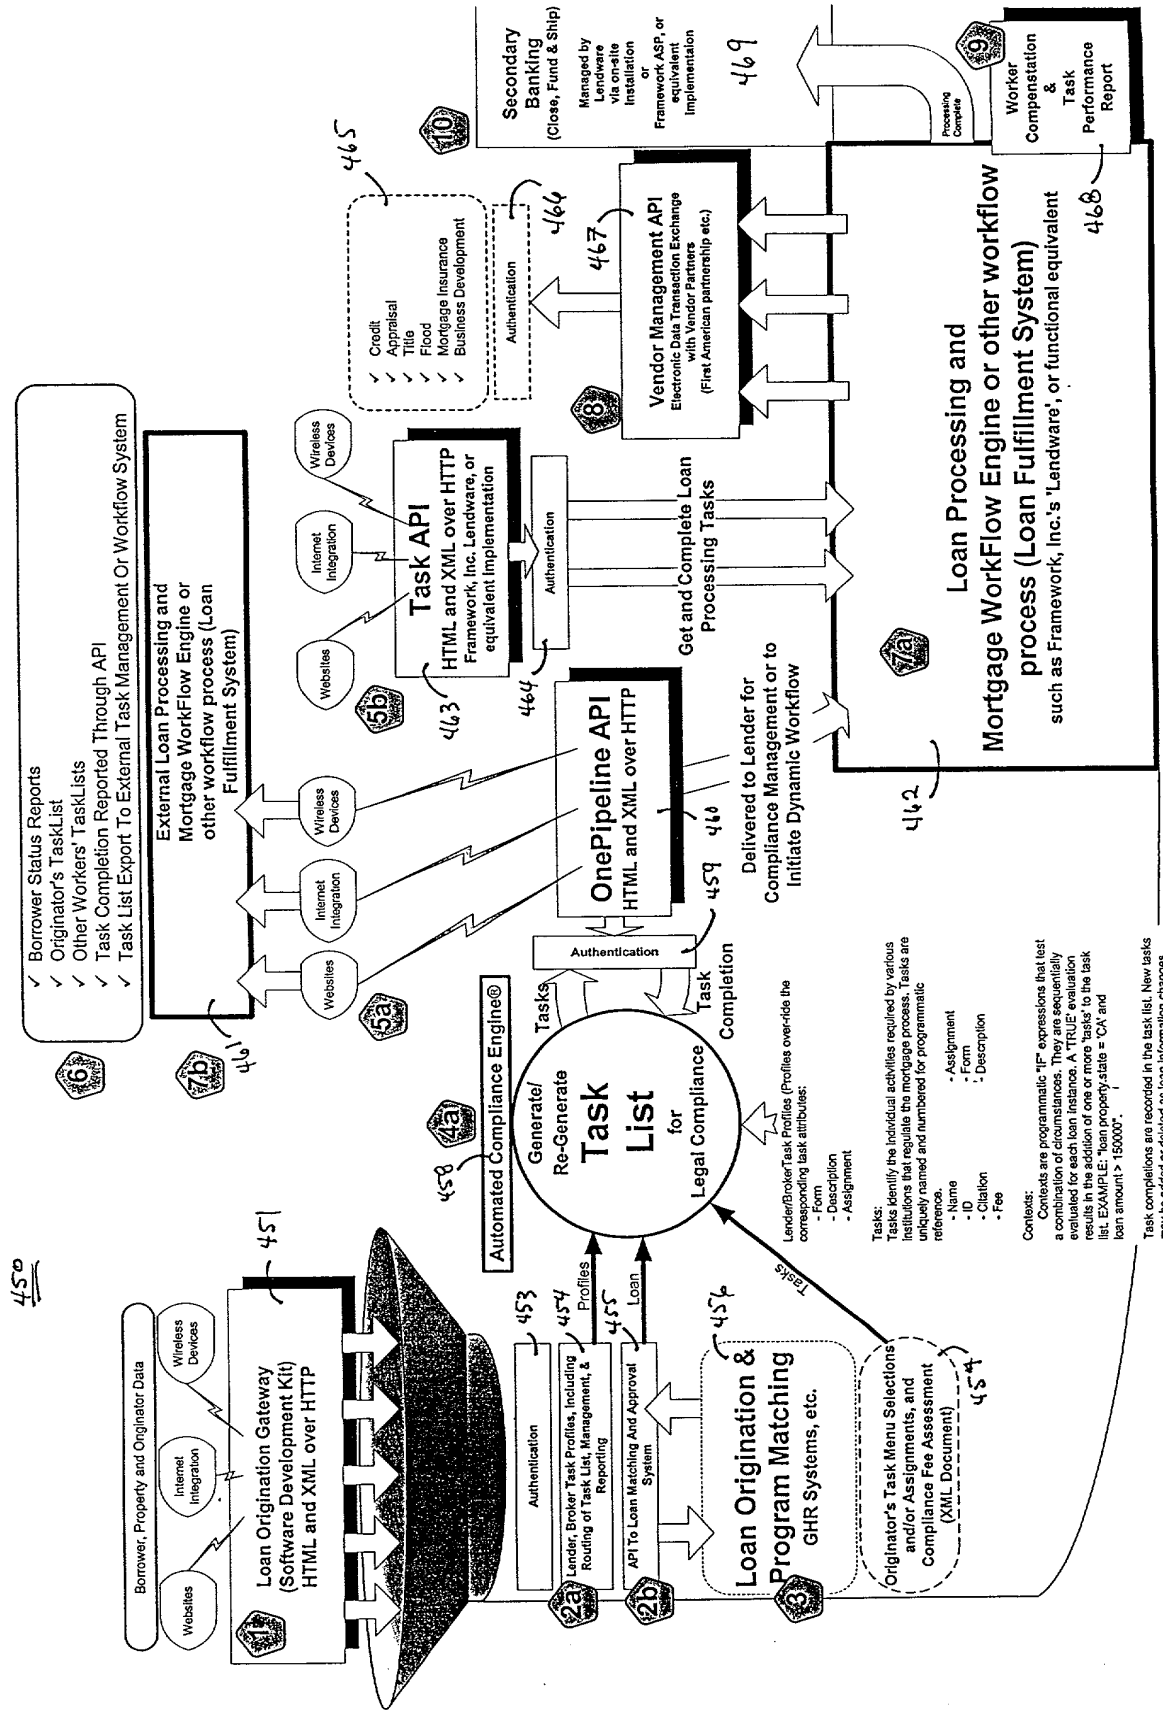 450
Borrower, Property and Originator Data
Websites
Internet
Integration
Wireless
Devices
1
451
Loan Origination Gateway
(Software Development Kit)
HTML and XML over HTTP
453
Authentication
2a
454
Lender, Broker Task Profiles, Including
Routing of Task List, Management, &
Reporting
Profiles
2b
455
API To Loan Matching And Approval
System
Loan
3
456
Loan Origination &
Program Matching
GHR Systems, etc.
Originator's Task Menu Selections
and/or Assignments, and
Compliance Fee Assessment
(XML Document)
Tasks
6
✓ Borrower Status Reports
✓ Originator's TaskList
✓ Other Workers' TaskLists
✓ Task Completion Reported Through API
✓ Task List Export To External Task Management Or Workflow System
7b
461
External Loan Processing and
Mortgage WorkFlow Engine or
other workflow process (Loan
Fulfillment System)
5a
Websites
Internet
Integration
Wireless
Devices
458
4a
Automated Compliance Engine®
Generate/
Re-Generate
Task
List
for
Legal Compliance
Tasks
Task
Completion
Authentication
459
OnePipeline API
HTML and XML over HTTP
460
Delivered to Lender for
Compliance Management or to
Initiate Dynamic Workflow
Lender/BrokerTask Profiles (Profiles over-ride the
corresponding task attributes:
- Form
- Description
- Assignment
Tasks:
Tasks identify the individual activities required by various
institutions that regulate the mortgage process. Tasks are
uniquely named and numbered for programmatic
reference.
- Name
- ID
- Citation
- Fee
- Assignment
- Form
- Description
Contexts:
Contexts are programmatic "IF" expressions that test
a combination of circumstances. They are sequentially
evaluated for each loan instance. A 'TRUE' evaluation
results in the addition of one or more 'tasks' to the task
list. EXAMPLE: "loan property.state = 'CA' and
loan amount > 150000".
Task completions are recorded in the task list. New tasks
may be added or deleted as loan information changes
5b
Websites
Internet
Integration
Wireless
Devices
463
Task API
HTML and XML over HTTP
Framework, Inc. Lendware, or
equivalent Implementation
464
Authentication
Get and Complete Loan
Processing Tasks
465
✓ Credit
✓ Appraisal
✓ Title
✓ Flood
✓ Mortgage Insurance
✓ Business Development
Authentication
466
8
467
Vendor Management API
Electronic Data Transaction Exchange
with Vendor Partners
(First American partnership etc.)
10
Secondary
Banking
(Close, Fund & Ship)
Managed by
Lendware
via on-site
Installation
or
Framework ASP, or
equivalent
Implementaion
469
462
7/a
Loan Processing and
Mortgage WorkFlow Engine or other workflow
process (Loan Fulfillment System)
such as Framework, Inc.'s 'Lendware', or functional equivalent
Processing
Complete
9
Worker
Compenstation
&
Task
Performance
Report
468